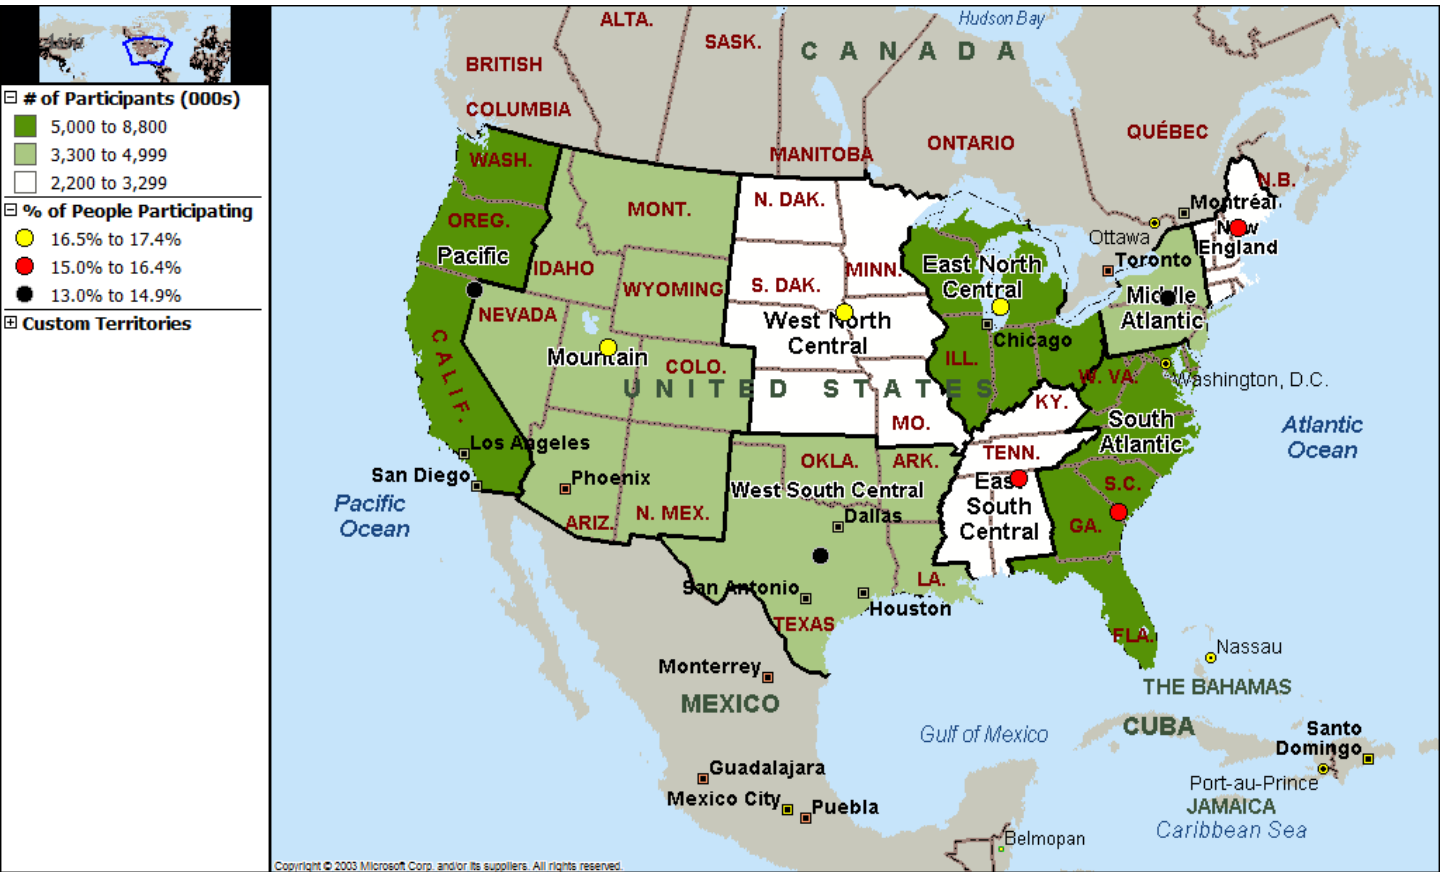 # of Participants (000s)
5,000 to 8,800
3,300 to 4,999
2,200 to 3,299
% of People Participating
16.5% to 17.4%
15.0% to 16.4%
13.0% to 14.9%
Custom Territories
Hudson Bay
ALTA.
SASK.
CANADA
BRITISH
COLUMBIA
MANITOBA
ONTARIO
QUÉBEC
N.B.
WASH.
OREG.
Pacific
MONT.
IDAHO
WYOMING
NEVADA
Mountain
COLO.
CALIF.
N. DAK.
S. DAK.
MINN.
West North
Central
East North
Central
Montréal
Ottawa
Toronto
New
England
Middle
Atlantic
Chicago
ILL.
UNITED STATES
MO.
KY.
W. VA.
Washington, D.C.
South
Atlantic
Atlantic
Ocean
Los Angeles
San Diego
Phoenix
ARIZ.
N. MEX.
Pacific
Ocean
OKLA.
ARK.
West South Central
Dallas
TENN.
East
South
Central
S.C.
GA.
San Antonio
LA.
Houston
TEXAS
FLA.
Monterrey
MEXICO
Nassau
THE BAHAMAS
Gulf of Mexico
CUBA
Santo
Domingo
Guadalajara
Mexico City
Puebla
Port-au-Prince
JAMAICA
Caribbean Sea
Belmopan
Copyright © 2003 Microsoft Corp. and/or its suppliers. All rights reserved.